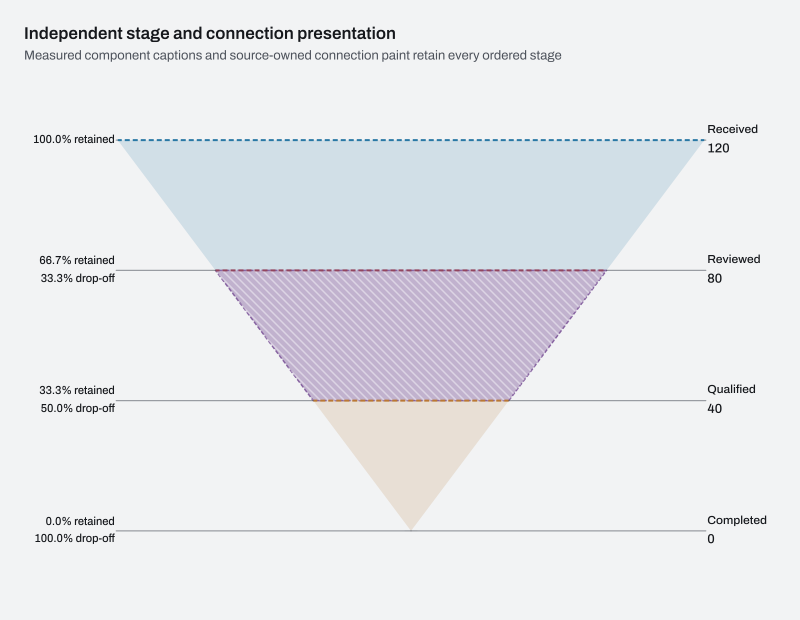 Independent stage and connection presentation
Measured component captions and source-owned connection paint retain every ordered stage
100.0% retained
Received
120
66.7% retained
33.3% drop-off
Reviewed
80
33.3% retained
50.0% drop-off
Qualified
40
0.0% retained
100.0% drop-off
Completed
0